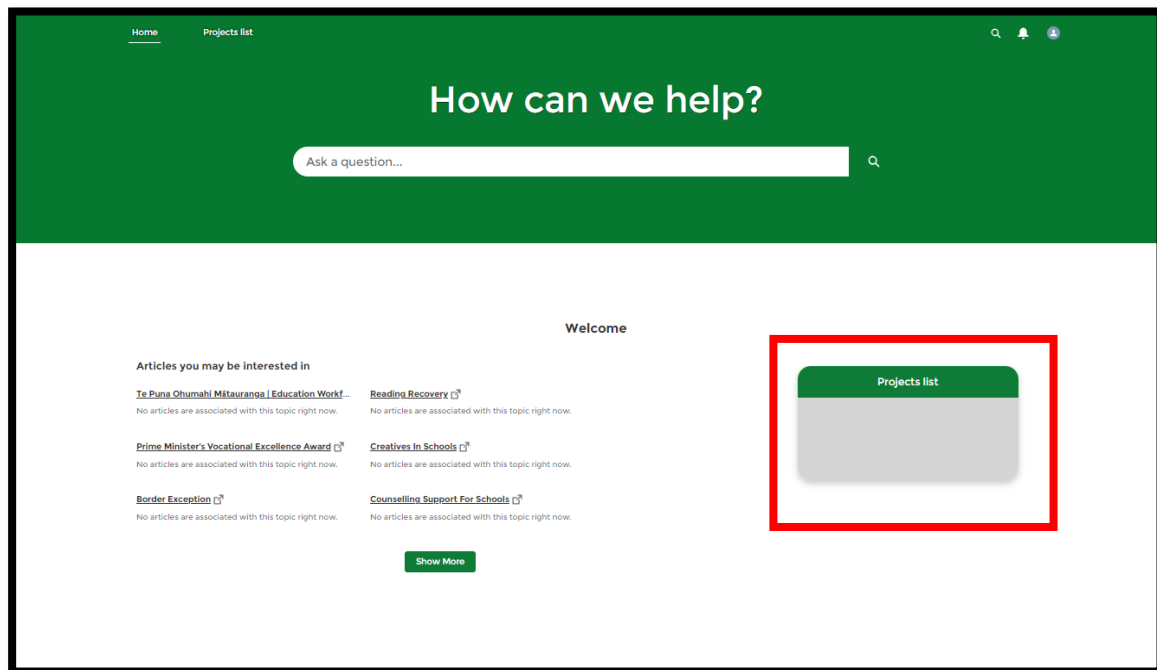 Home Projects list
How can we help?
Ask a question...
Welcome
Articles you may be interested in
Te Puna Ohumahi Mātauranga | Education Workf... Reading Recovery
No articles are associated with this topic right now. No articles are associated with this topic right now.
Prime Minister's Vocational Excellence Award Creatives In Schools
No articles are associated with this topic right now. No articles are associated with this topic right now.
Border Exception Counselling Support For Schools
No articles are associated with this topic right now. No articles are associated with this topic right now.
Show More
Projects list